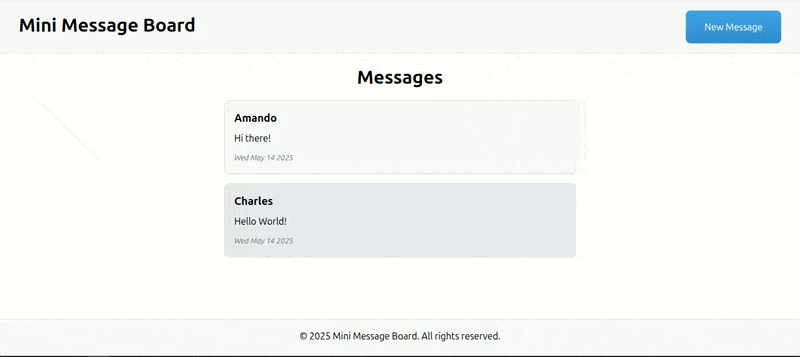 Mini Message Board
New Message
Messages
Amando
Hi there!
Wed May 14 2025
Charles
Hello World!
Wed May 14 2025
© 2025 Mini Message Board. All rights reserved.